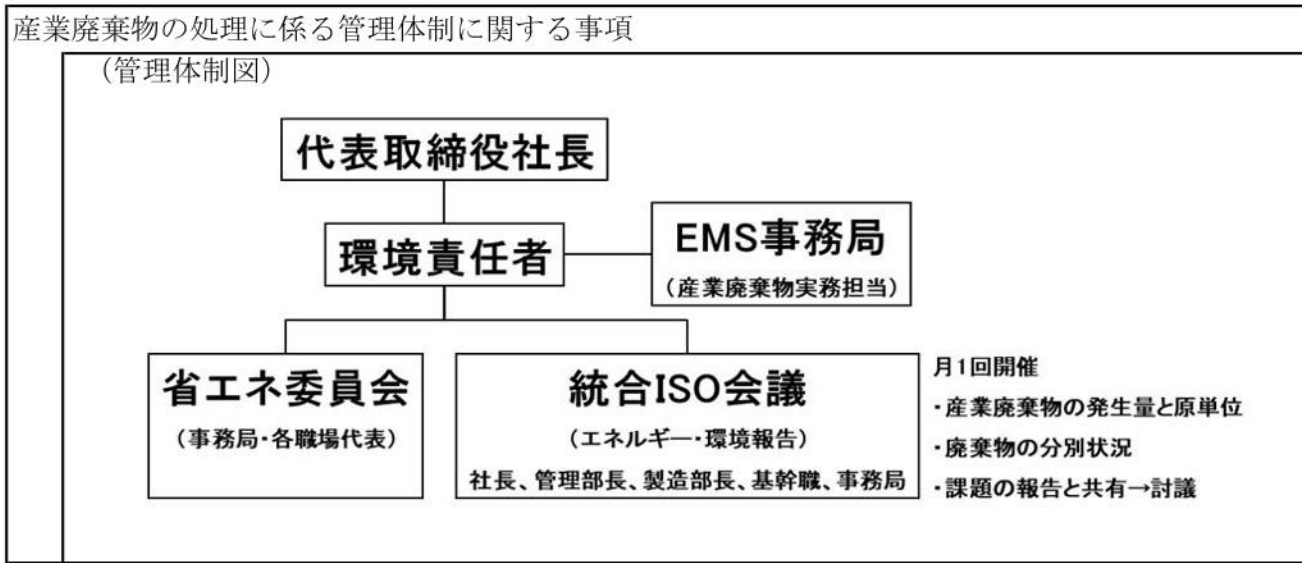 産業廃棄物の処理に係る管理体制に関する事項
（管理体制図）
代表取締役社長
環境責任者
EMS事務局
（産業廃棄物実務担当）
省エネ委員会
（事務局・各職場代表）
統合ISO会議
（エネルギー・環境報告）
社長、管理部長、製造部長、基幹職、事務局
月1回開催
・産業廃棄物の発生量と原単位
・廃棄物の分別状況
・課題の報告と共有→討議